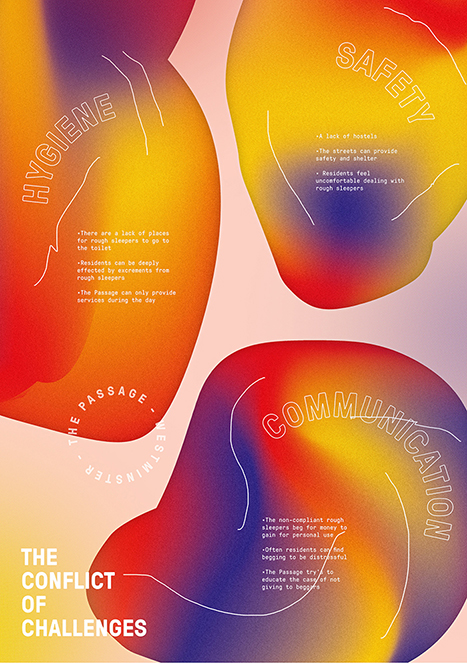 HYGIENE
•There are a lack of places
for rough sleepers to go to
the toilet
•Residents can be deeply
effected by excrements from
rough sleepers
•The Passage can only provide
services during the day
SAFETY
•A lack of hostels
•The streets can provide
safety and shelter
• Residents feel
uncomfortable dealing with
rough sleepers
THE PASSAGE - WESTMINSTER -
COMMUNICATION
•The non-compliant rough
sleepers beg for money to
gain for personal use
•Often residents can find
begging to be distressful
•The Passage try's to
educate the case of not
giving to beggers
THE
CONFLICT
OF
CHALLENGES